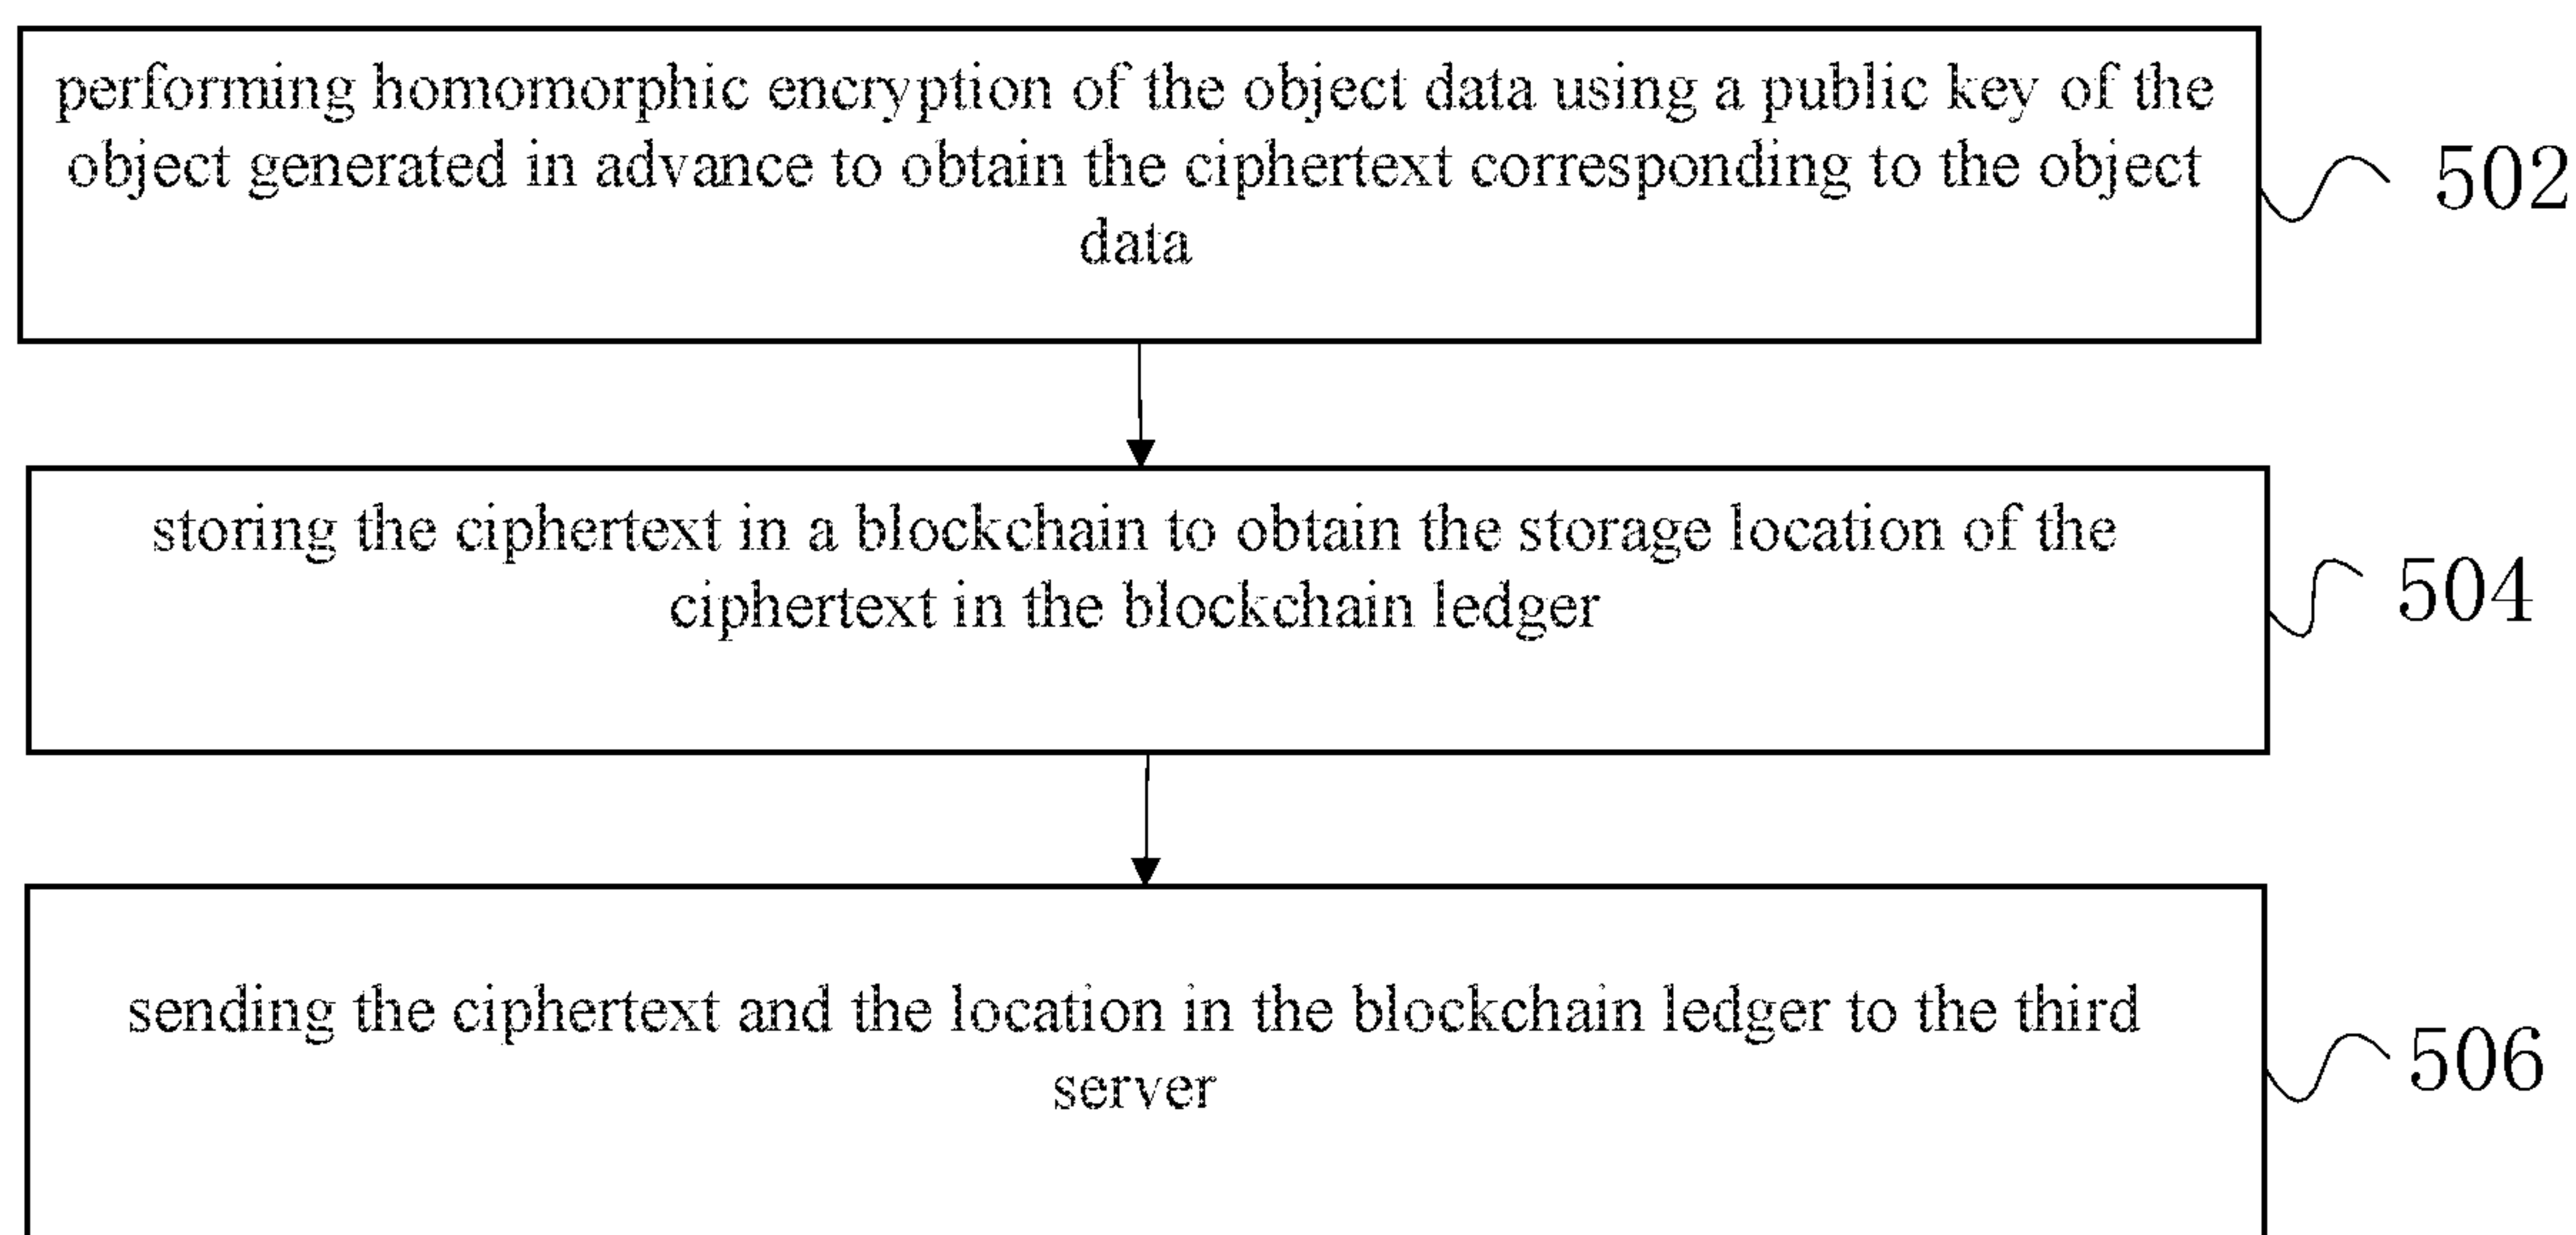 performing homomorphic encryption of the object data using a public key of the
object generated in advance to obtain the ciphertext corresponding to the object
data
502
storing the ciphertext in a blockchain to obtain the storage location of the
ciphertext in the blockchain ledger
504
sending the ciphertext and the location in the blockchain ledger to the third
server
506